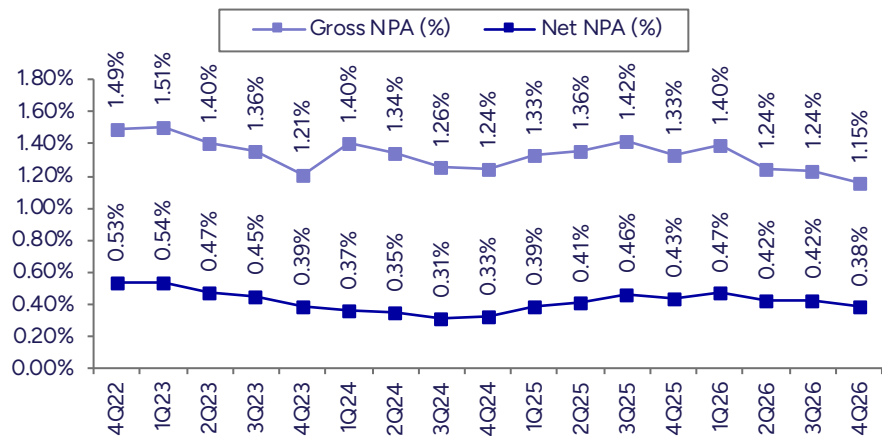 Gross NPA (%) Net NPA (%)
1.80%
1.60%
1.40%
1.20%
1.00%
0.80%
0.60%
0.40%
0.20%
0.00%
1.49% 1.51% 1.40% 1.36% 1.21% 1.40% 1.34% 1.26% 1.24% 1.33% 1.36% 1.42% 1.33% 1.40% 1.24% 1.24% 1.15%
0.53% 0.54% 0.47% 0.45% 0.39% 0.37% 0.35% 0.31% 0.33% 0.39% 0.41% 0.46% 0.43% 0.47% 0.42% 0.42% 0.38%
4Q22 1Q23 2Q23 3Q23 4Q23 1Q24 2Q24 3Q24 4Q24 1Q25 2Q25 3Q25 4Q25 1Q26 2Q26 3Q26 4Q26